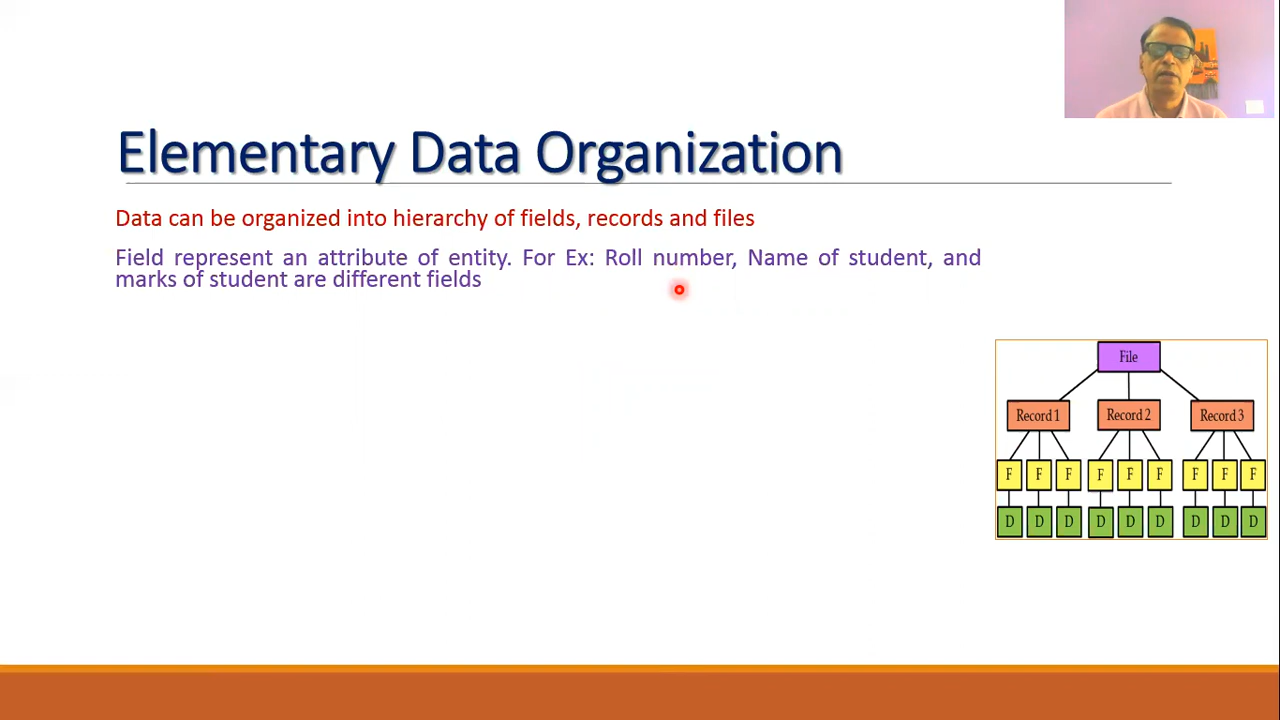 Elementary Data Organization
Data can be organized into hierarchy of fields, records and files
Field represent an attribute of entity. For Ex: Roll number, Name of student, and
marks of student are different fields
File
Record 1 Record 2 Record 3
F F F F F F F F F
D D D D D D D D D